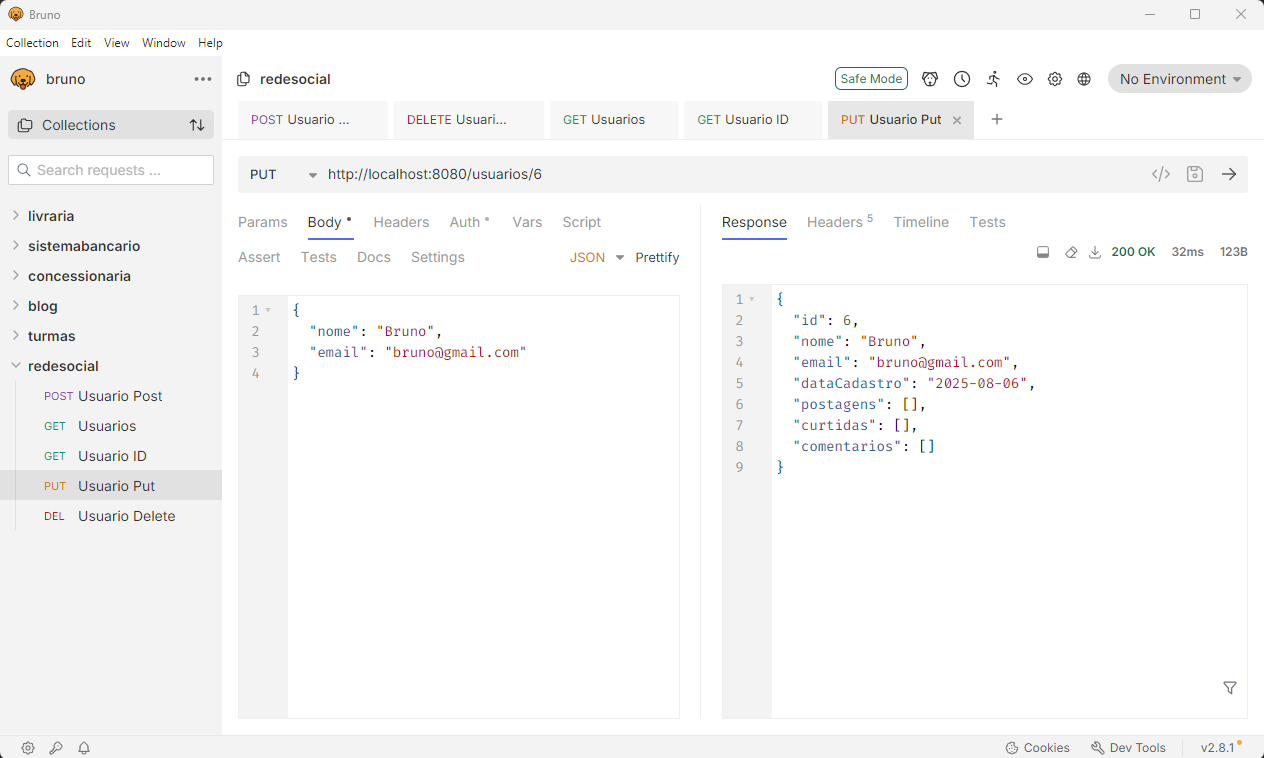 Bruno
Collection Edit View Window Help
bruno
redesocial
Safe Mode
No Environment
Collections
POST Usuario ...
DELETE Usuari...
GET Usuarios
GET Usuario ID
PUT Usuario Put
Search requests ...
PUT
http://localhost:8080/usuarios/6
livraria
sistemabancario
concessionaria
blog
turmas
redesocial
POST Usuario Post
GET Usuarios
GET Usuario ID
PUT Usuario Put
DEL Usuario Delete
Params Body Headers Auth Vars Script
Assert Tests Docs Settings
JSON Prettify
1 {
2 "nome": "Bruno",
3 "email": "bruno@gmail.com"
4 }
Response Headers 5 Timeline Tests
200 OK 32ms 123B
1 {
2 "id": 6,
3 "nome": "Bruno",
4 "email": "bruno@gmail.com",
5 "dataCadastro": "2025-08-06",
6 "postagens": [],
7 "curtidas": [],
8 "comentarios": []
9 }
Cookies Dev Tools v2.8.1